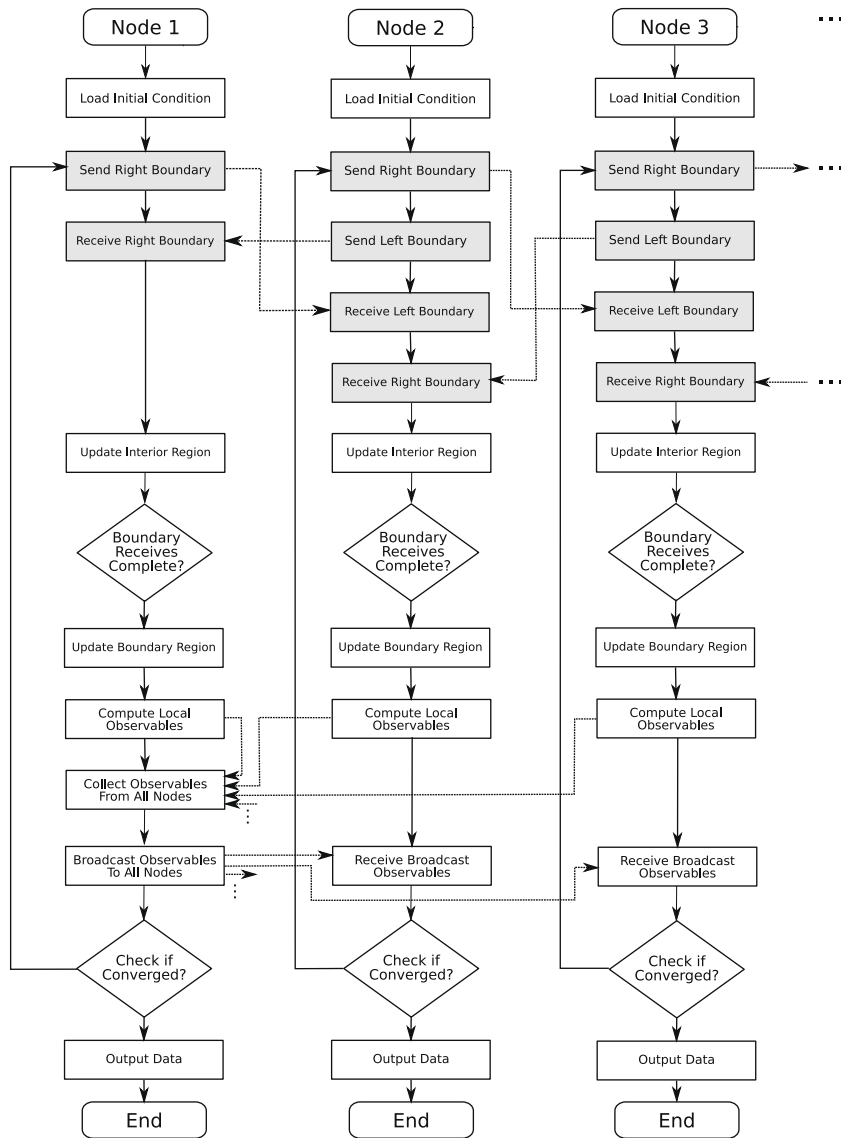 Node 1
Node 2
Node 3
Load Initial Condition
Load Initial Condition
Load Initial Condition
Send Right Boundary
Send Right Boundary
Send Right Boundary
Receive Right Boundary
Send Left Boundary
Send Left Boundary
Receive Left Boundary
Receive Left Boundary
Receive Right Boundary
Receive Right Boundary
Update Interior Region
Update Interior Region
Update Interior Region
Boundary
Receives
Complete?
Boundary
Receives
Complete?
Boundary
Receives
Complete?
Update Boundary Region
Update Boundary Region
Update Boundary Region
Compute Local
Observables
Compute Local
Observables
Compute Local
Observables
Collect Observables
From All Nodes
Broadcast Observables
To All Nodes
Receive Broadcast
Observables
Receive Broadcast
Observables
Check if
Converged?
Check if
Converged?
Check if
Converged?
Output Data
Output Data
Output Data
End
End
End